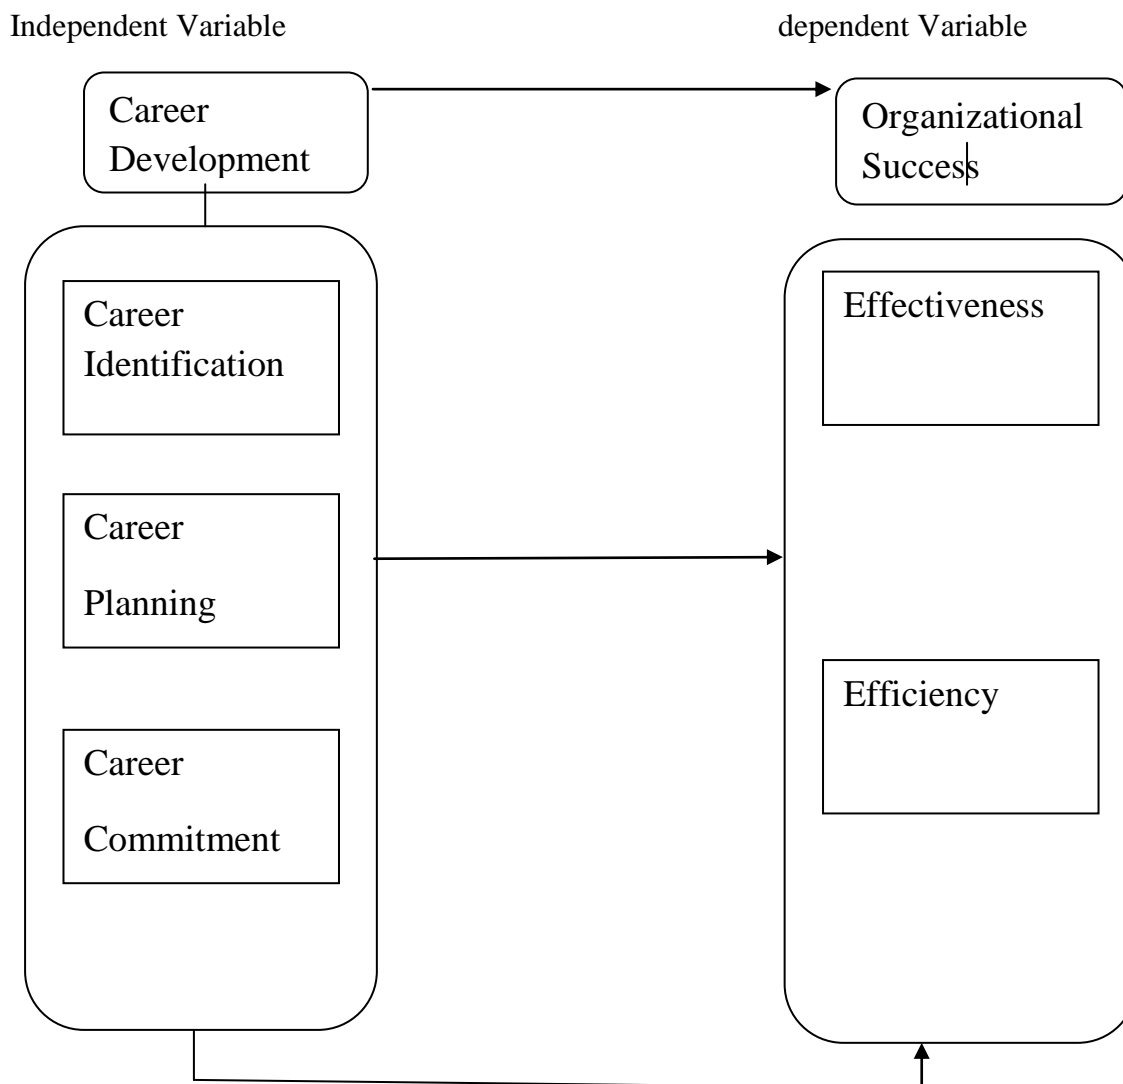 Independent Variable
dependent Variable
Career
Development
Organizational
Success
Career
Identification
Effectiveness
Career
Planning
Efficiency
Career
Commitment